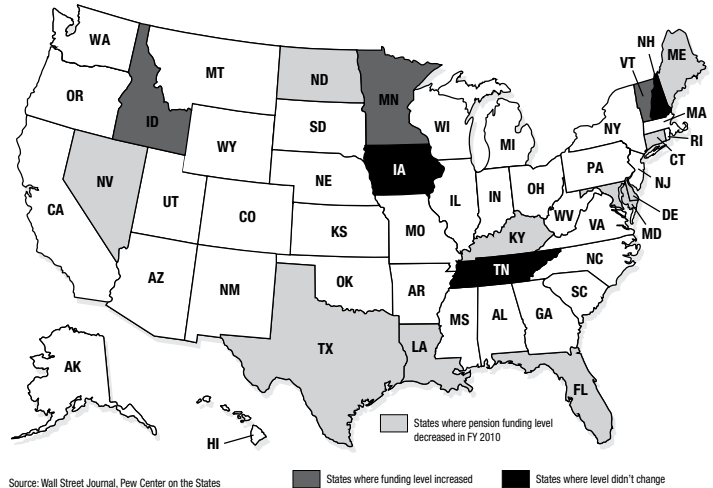 NH
WA
VT
ME
MT
ND
OR
MN
MA
ID
SD
WI
NY
RI
WY
MI
CT
IA
PA
NV
NE
NJ
OH
IL
IN
UT
DE
CA
CO
WV
VA
KS
MO
KY
MD
NC
TN
AZ
OK
NM
AR
SC
MS
AL
GA
TX
LA
AK
FL
States where pension funding level
decreased in FY 2010
HI
Source: Wall Street Journal, Pew Center on the States
States where funding level increased
States where level didn't change